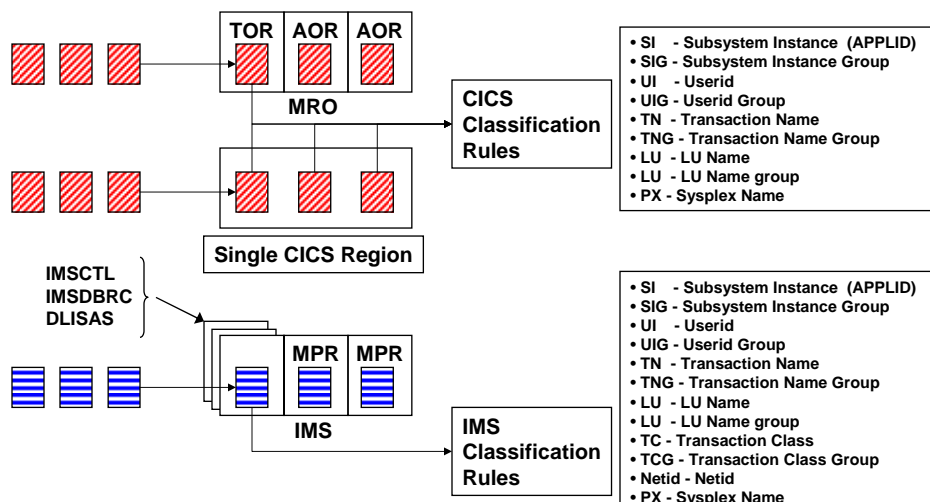 TOR AOR AOR
MRO
CICS
Classification
Rules
• SI - Subsystem Instance (APPLID)
• SIG - Subsystem Instance Group
• UI - Userid
• UIG - Userid Group
• TN - Transaction Name
• TNG - Transaction Name Group
• LU - LU Name
• LU - LU Name group
• PX - Sysplex Name
Single CICS Region
IMSCTL
IMSDBRC
DLISAS
MPR MPR
IMS
IMS
Classification
Rules
• SI - Subsystem Instance (APPLID)
• SIG - Subsystem Instance Group
• UI - Userid
• UIG - Userid Group
• TN - Transaction Name
• TNG - Transaction Name Group
• LU - LU Name
• LU - LU Name group
• TC - Transaction Class
• TCG - Transaction Class Group
• Netid - Netid
• PX - Sysplex Name